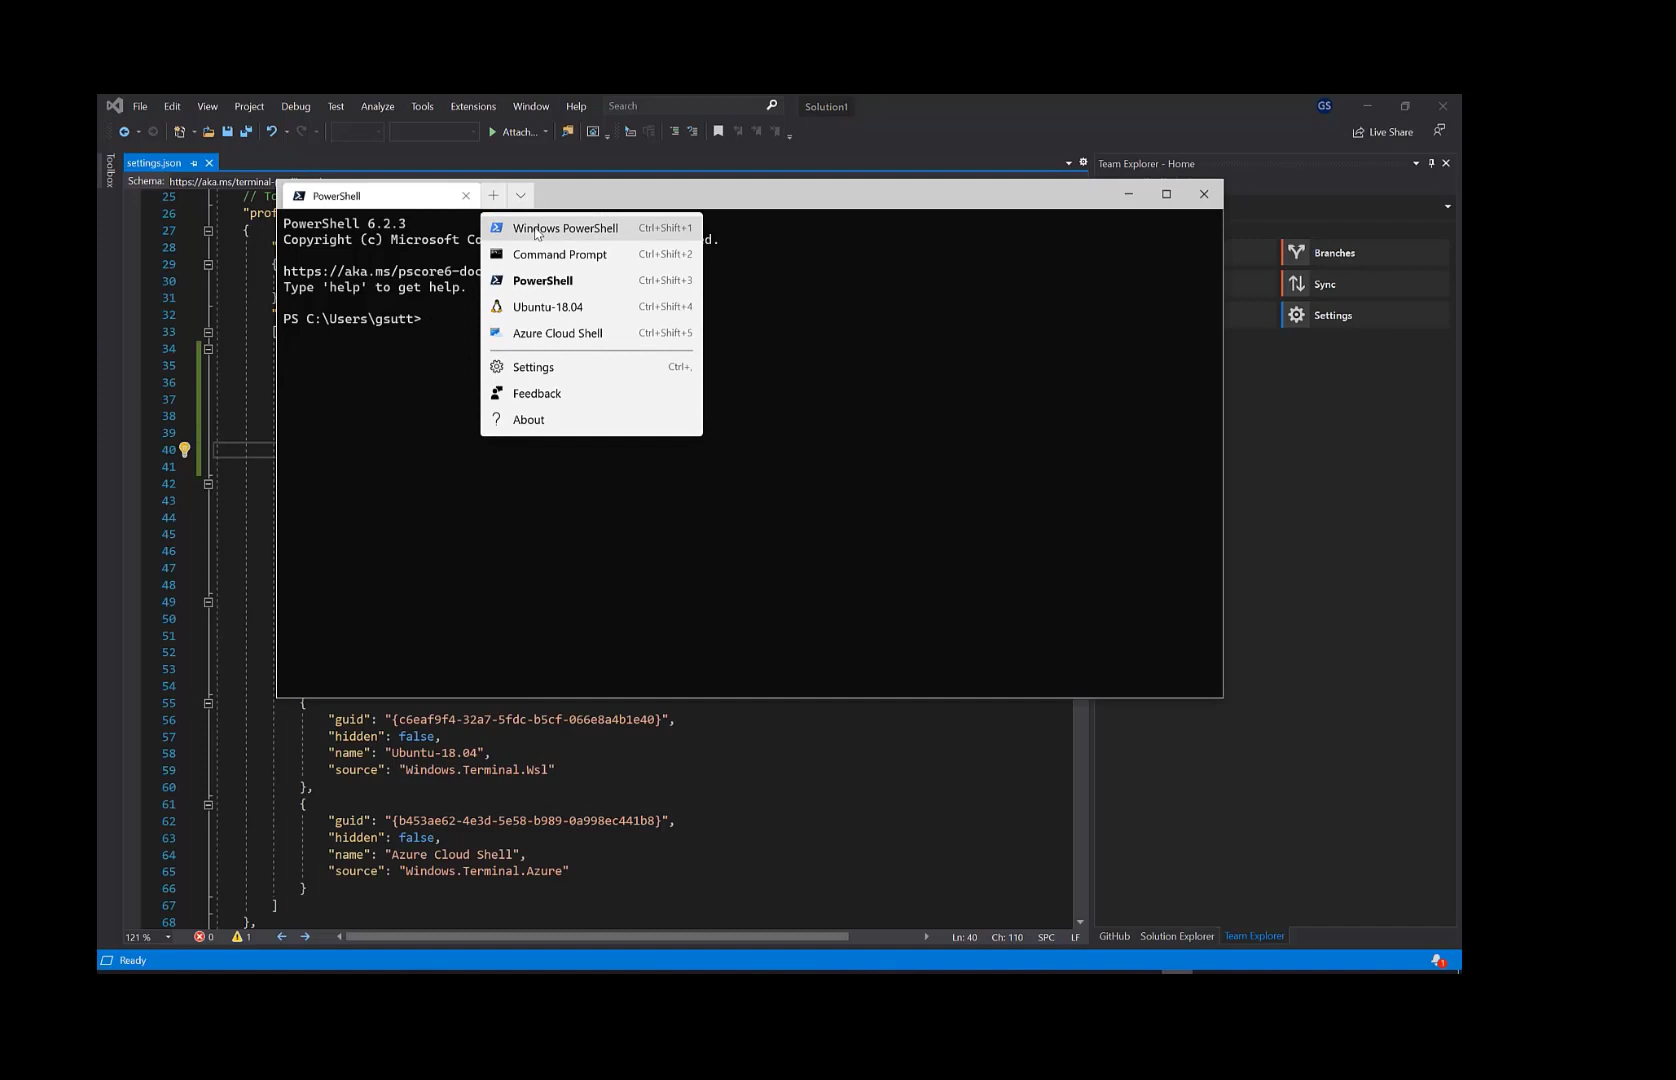 File Edit View Project Debug Test Analyze Tools Extensions Window Help Search Solution1 GS
Attach... Live Share
Toolbox
settings.json
Schema: https://aka.ms/terminal-
Team Explorer - Home
PowerShell
PowerShell 6.2.3
Copyright (c) Microsoft Co
d.
https://aka.ms/pscore6-doc
Type 'help' to get help.
PS C:\Users\gsutt>
Windows PowerShell Ctrl+Shift+1
Command Prompt Ctrl+Shift+2
PowerShell Ctrl+Shift+3
Ubuntu-18.04 Ctrl+Shift+4
Azure Cloud Shell Ctrl+Shift+5
Settings Ctrl+,
Feedback
About
Branches
Sync
Settings
25 // To
26 "prof
27 {
28 "
29 {
30
31 }
32 "
33 [
34
35
36
37
38
39
40
41
42
43
44
45
46
47
48
49
50
51
52
53
54
55 {
56 "guid": "{c6eaf9f4-32a7-5fdc-b5cf-066e8a4b1e40}",
57 "hidden": false,
58 "name": "Ubuntu-18.04",
59 "source": "Windows.Terminal.Wsl"
60 },
61 {
62 "guid": "{b453ae62-4e3d-5e58-b989-0a998ec441b8}",
63 "hidden": false,
64 "name": "Azure Cloud Shell",
65 "source": "Windows.Terminal.Azure"
66 }
67 ]
68 },
121 % 0 1 Ln: 40 Ch: 110 SPC LF
GitHub Solution Explorer Team Explorer
Ready 1